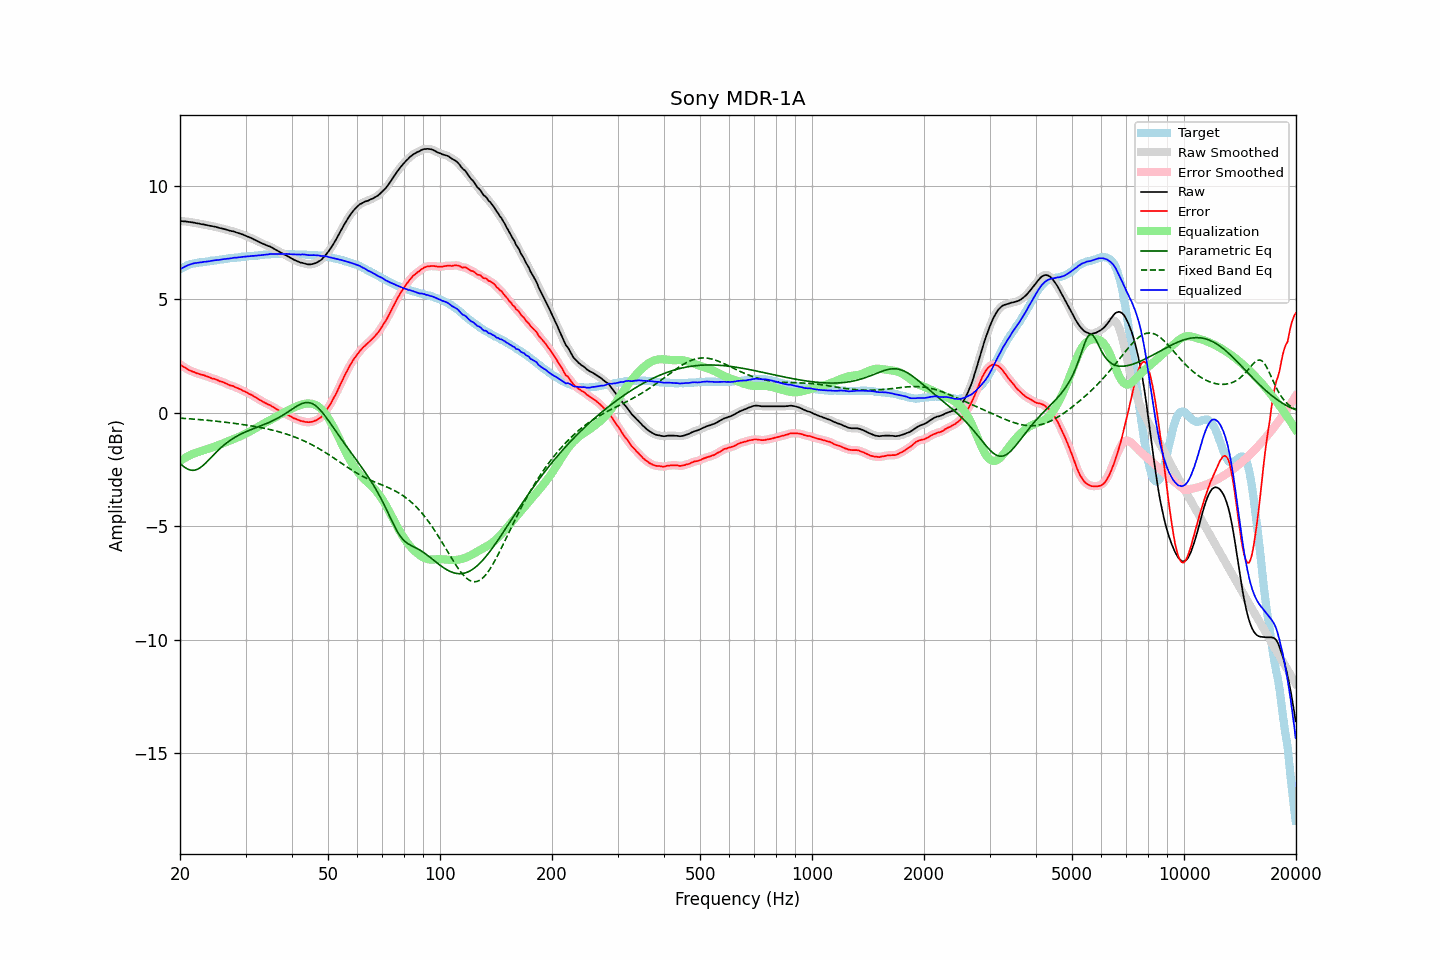 Sony MDR-1A
Target
Raw Smoothed
Error Smoothed
Raw
Error
Equalization
Parametric Eq
Fixed Band Eq
Equalized
10
5
0
−5
−10
−15
Amplitude (dBr)
20 50 100 200 500 1000 2000 5000 10000 20000
Frequency (Hz)